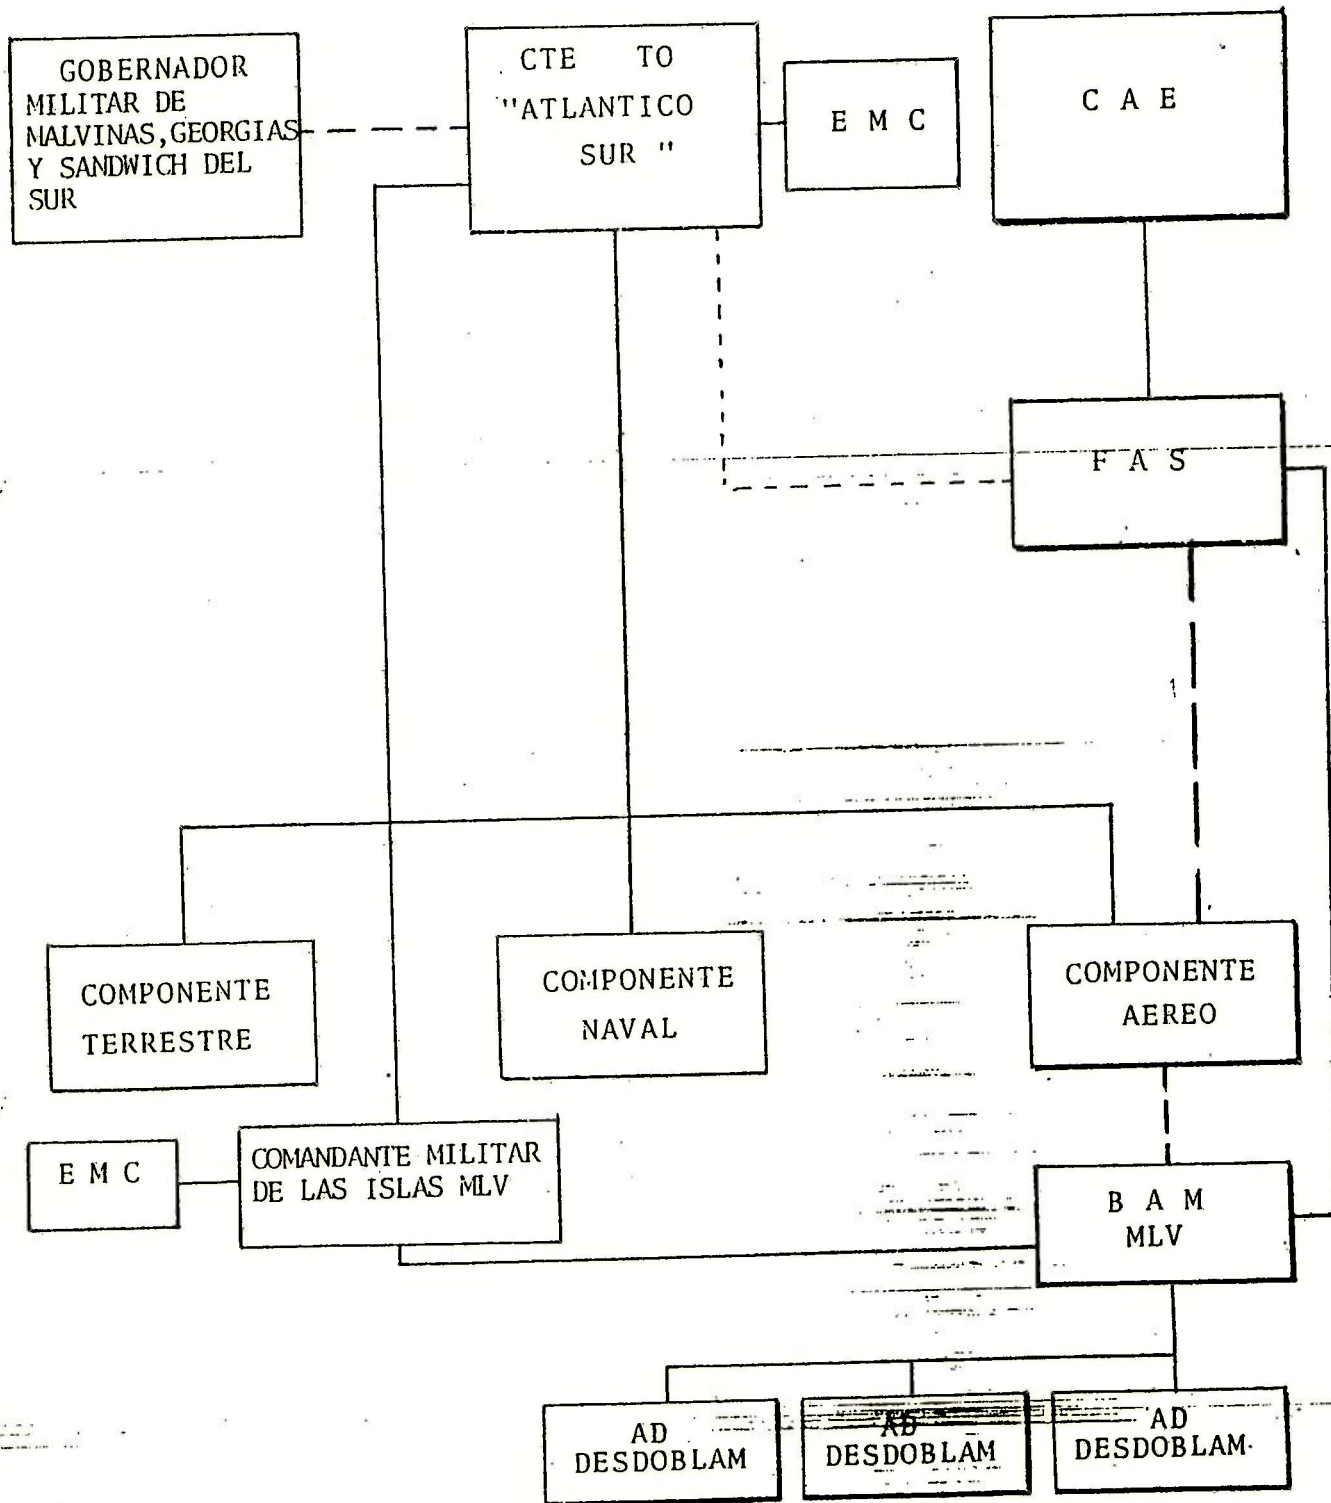 GOBERNADOR
MILITAR DE
MALVINAS,GEORGIAS
Y SANDWICH DEL
SUR
CTE TO
"ATLANTICO
SUR "
E M C
C A E
F A S
COMPONENTE
TERRESTRE
COMPONENTE
NAVAL
COMPONENTE
AEREO
E M C
COMANDANTE MILITAR
DE LAS ISLAS MLV
B A M
MLV
AD
DESDOBLAM
AD
DESDOBLAM
AD
DESDOBLAM.